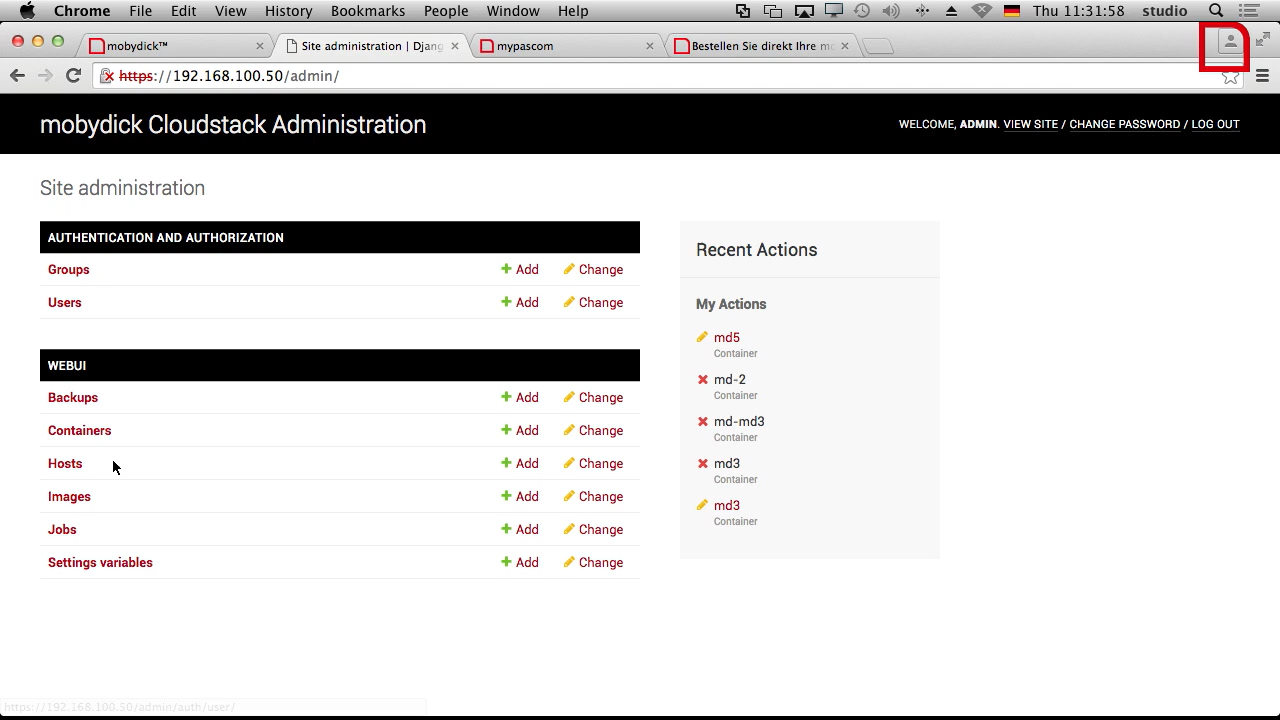 Chrome File Edit View History Bookmarks People Window Help Thu 11:31:58 studio
mobydick™ Site administration | Djang mypascom Bestellen Sie direkt Ihre mo
https://192.168.100.50/admin/
mobydick Cloudstack Administration
WELCOME, ADMIN. VIEW SITE / CHANGE PASSWORD / LOG OUT
Site administration
AUTHENTICATION AND AUTHORIZATION
Groups Add Change
Users Add Change
WEBUI
Backups Add Change
Containers Add Change
Hosts Add Change
Images Add Change
Jobs Add Change
Settings variables Add Change
Recent Actions
My Actions
md5
Container
md-2
Container
md-md3
Container
md3
Container
md3
Container
https://192.168.100.50/admin/auth/user/